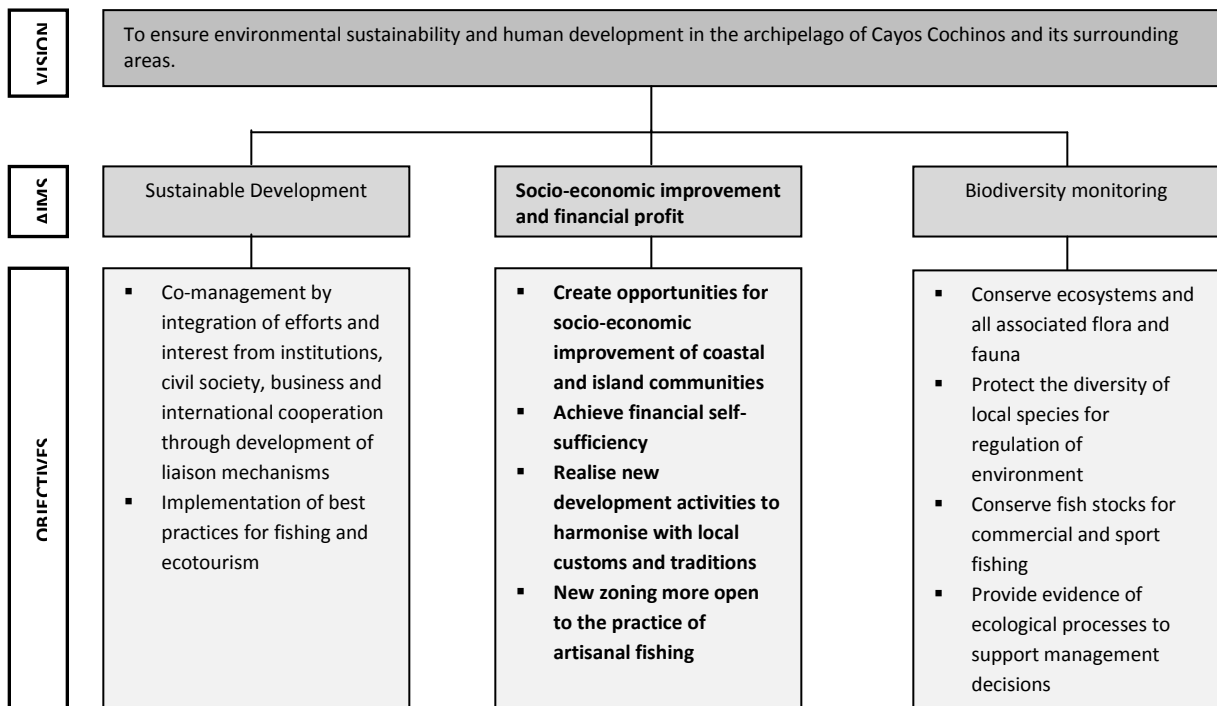 VISION
To ensure environmental sustainability and human development in the archipelago of Cayos Cochinos and its surrounding
areas.
AIMS
Sustainable Development
Socio-economic improvement
and financial profit
Biodiversity monitoring
OBJECTIVES
▪ Co-management by
integration of efforts and
interest from institutions,
civil society, business and
international cooperation
through development of
liaison mechanisms
▪ Implementation of best
practices for fishing and
ecotourism
▪ Create opportunities for
socio-economic
improvement of coastal
and island communities
▪ Achieve financial self-
sufficiency
▪ Realise new
development activities to
harmonise with local
customs and traditions
▪ New zoning more open
to the practice of
artisanal fishing
▪ Conserve ecosystems and
all associated flora and
fauna
▪ Protect the diversity of
local species for
regulation of
environment
▪ Conserve fish stocks for
commercial and sport
fishing
▪ Provide evidence of
ecological processes to
support management
decisions